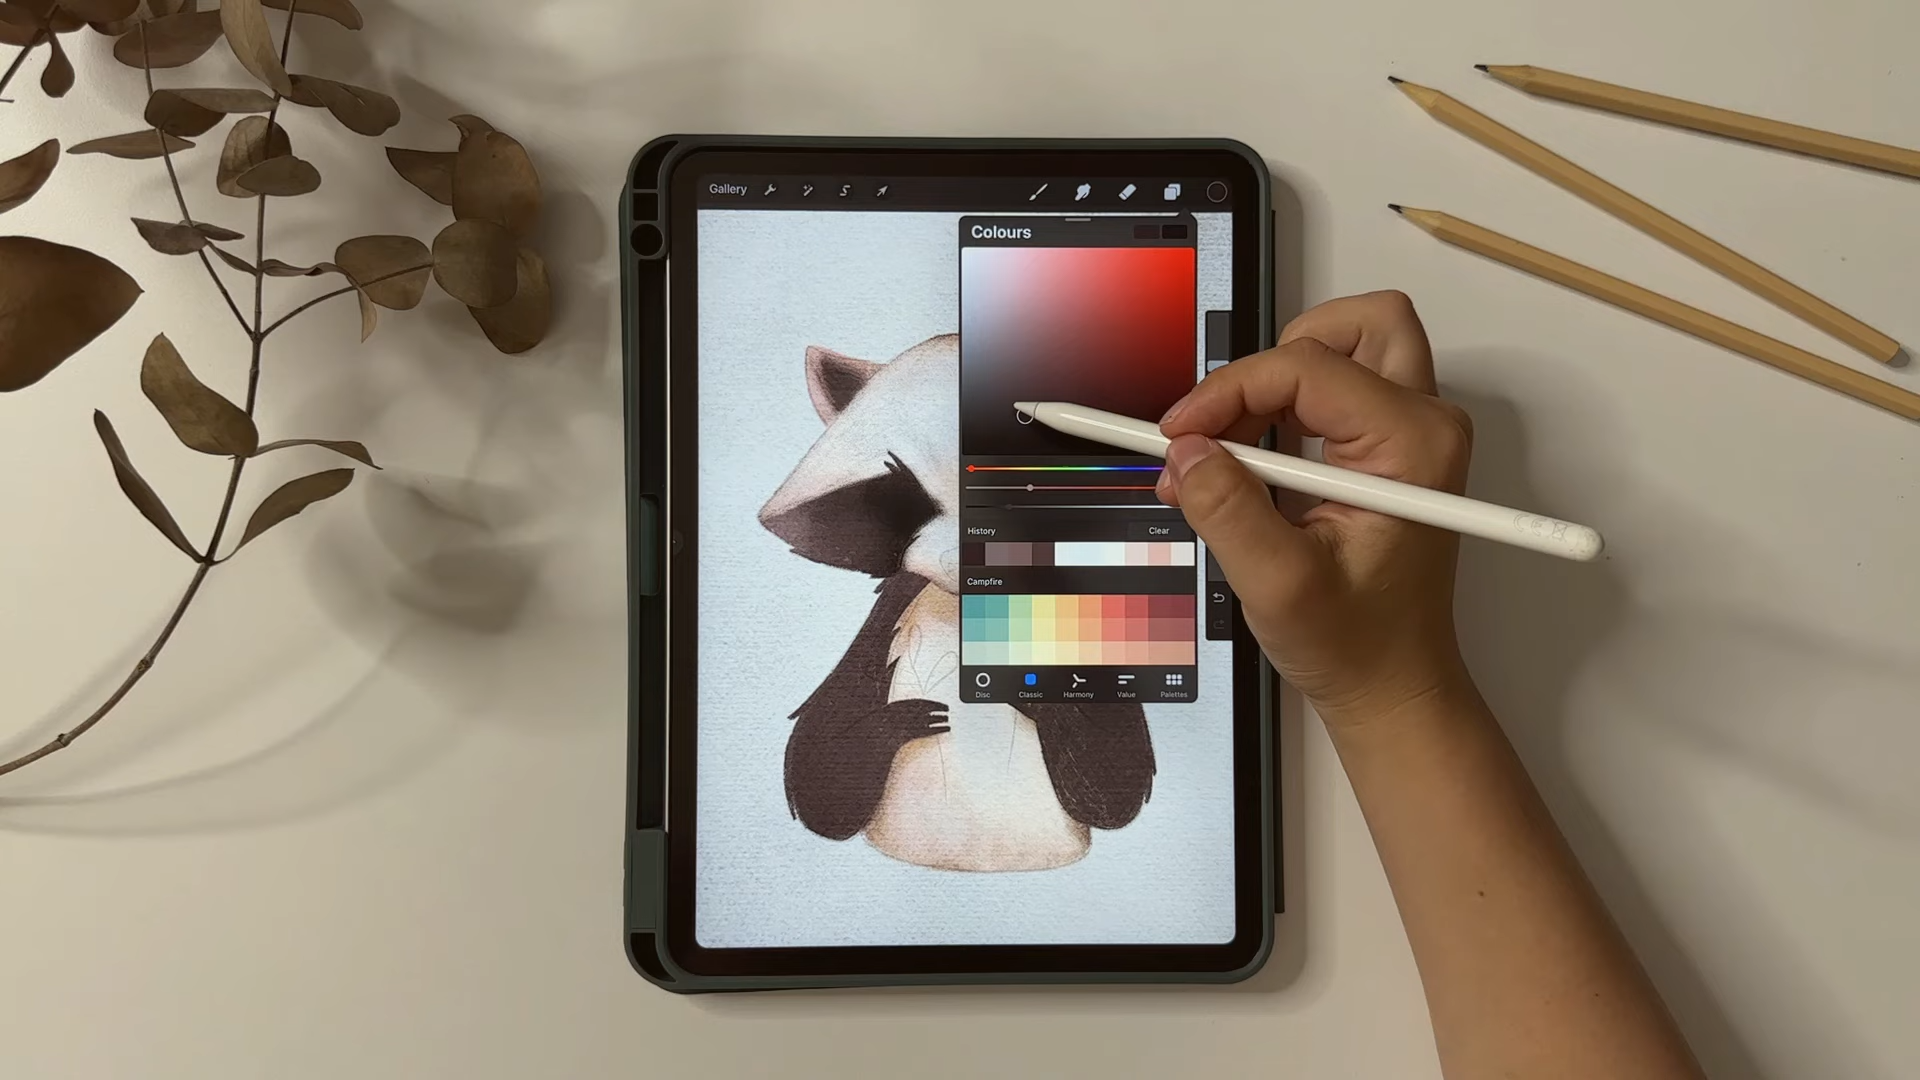 Gallery
Colours
History Clear
Campfire
Disc Classic Harmony Value Palettes